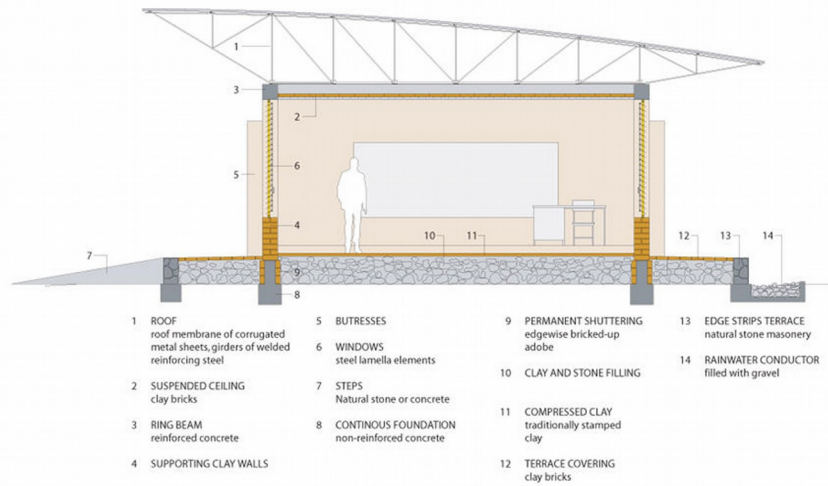 1
3
2
6
5
4
10
11
12
13
14
7
9
8
1 ROOF
roof membrane of corrugated
metal sheets, girders of welded
reinforcing steel
2 SUSPENDED CEILING
clay bricks
3 RING BEAM
reinforced concrete
4 SUPPORTING CLAY WALLS
5 BUTRESSES
6 WINDOWS
steel lamella elements
7 STEPS
Natural stone or concrete
8 CONTINOUS FOUNDATION
non-reinforced concrete
9 PERMANENT SHUTTERING
edgewise bricked-up
adobe
10 CLAY AND STONE FILLING
11 COMPRESSED CLAY
traditionally stamped
clay
12 TERRACE COVERING
clay bricks
13 EDGE STRIPS TERRACE
natural stone masonry
14 RAINWATER CONDUCTOR
filled with gravel